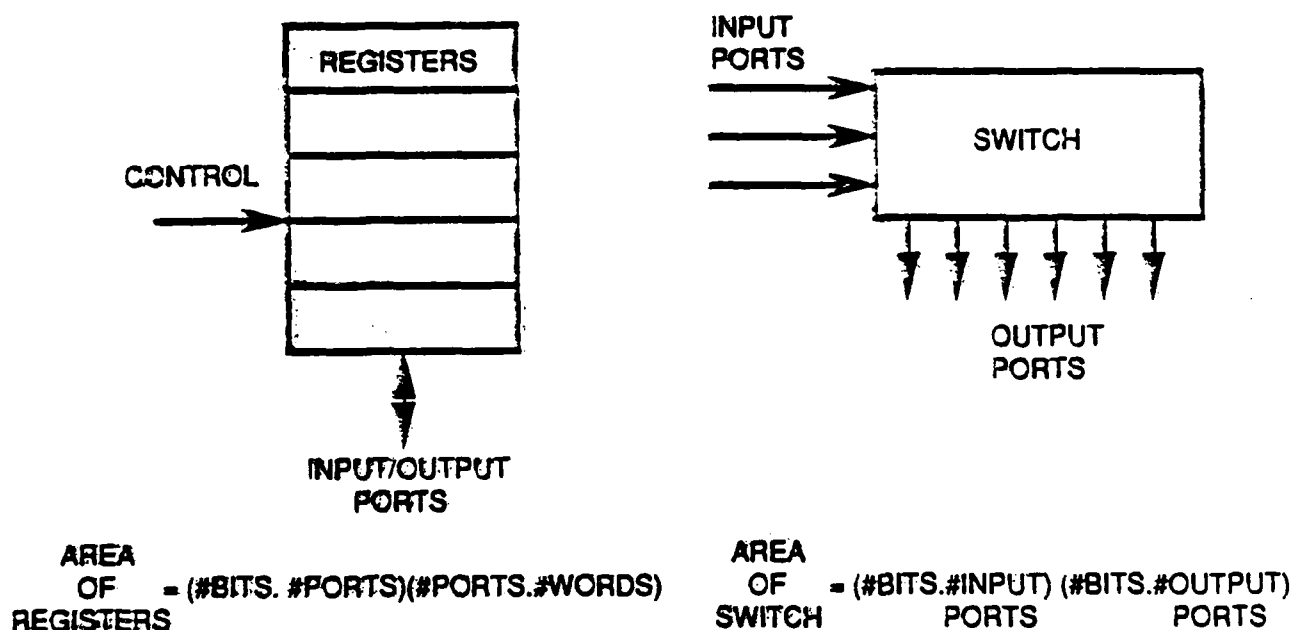 REGISTERS
CONTROL
INPUT/OUTPUT
PORTS
AREA
OF = (#BITS. #PORTS)(#PORTS.#WORDS)
REGISTERS
INPUT
PORTS
SWITCH
OUTPUT
PORTS
AREA
OF = (#BITS.#INPUT) (#BITS.#OUTPUT)
SWITCH PORTS PORTS